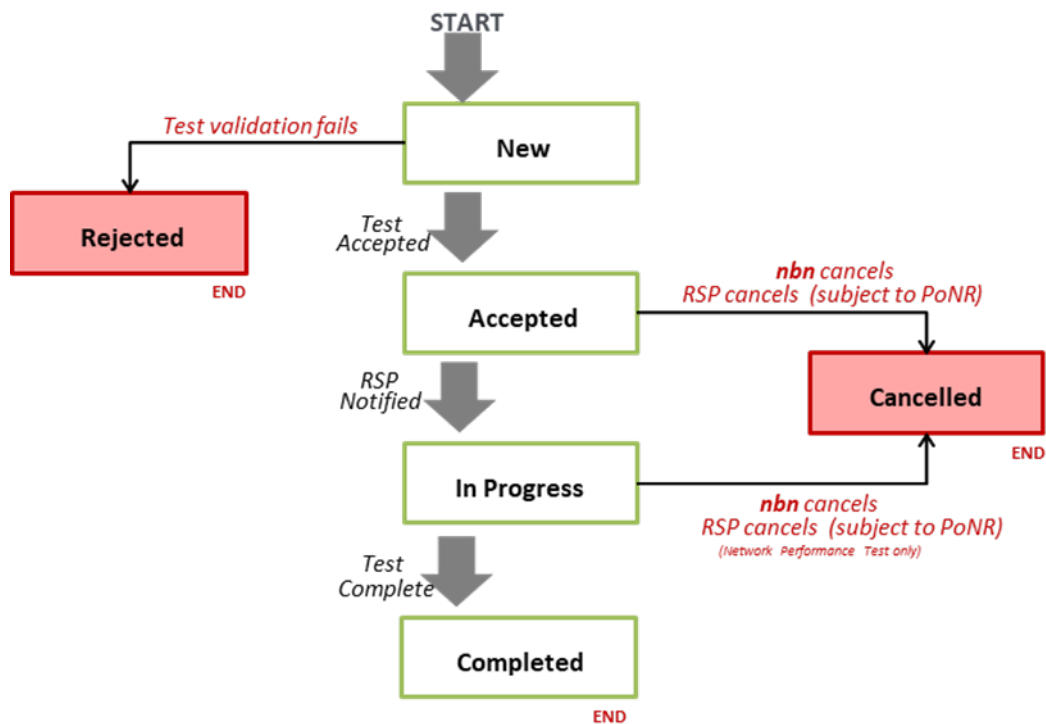 START
Test validation fails
New
Rejected
END
Test
Accepted
nbn cancels
RSP cancels (subject to PoNR)
Accepted
RSP
Notified
Cancelled
END
In Progress
nbn cancels
RSP cancels (subject to PoNR)
(Network Performance Test only)
Test
Complete
Completed
END